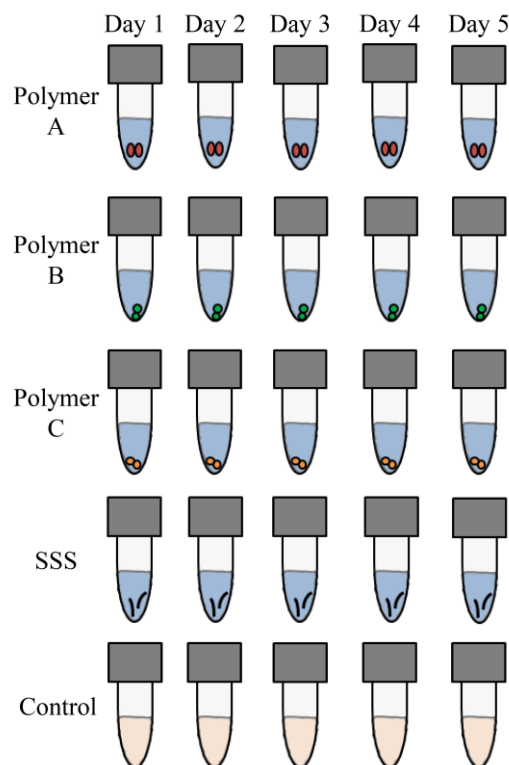 Day 1 Day 2 Day 3 Day 4 Day 5
Polymer
A
Polymer
B
Polymer
C
SSS
Control